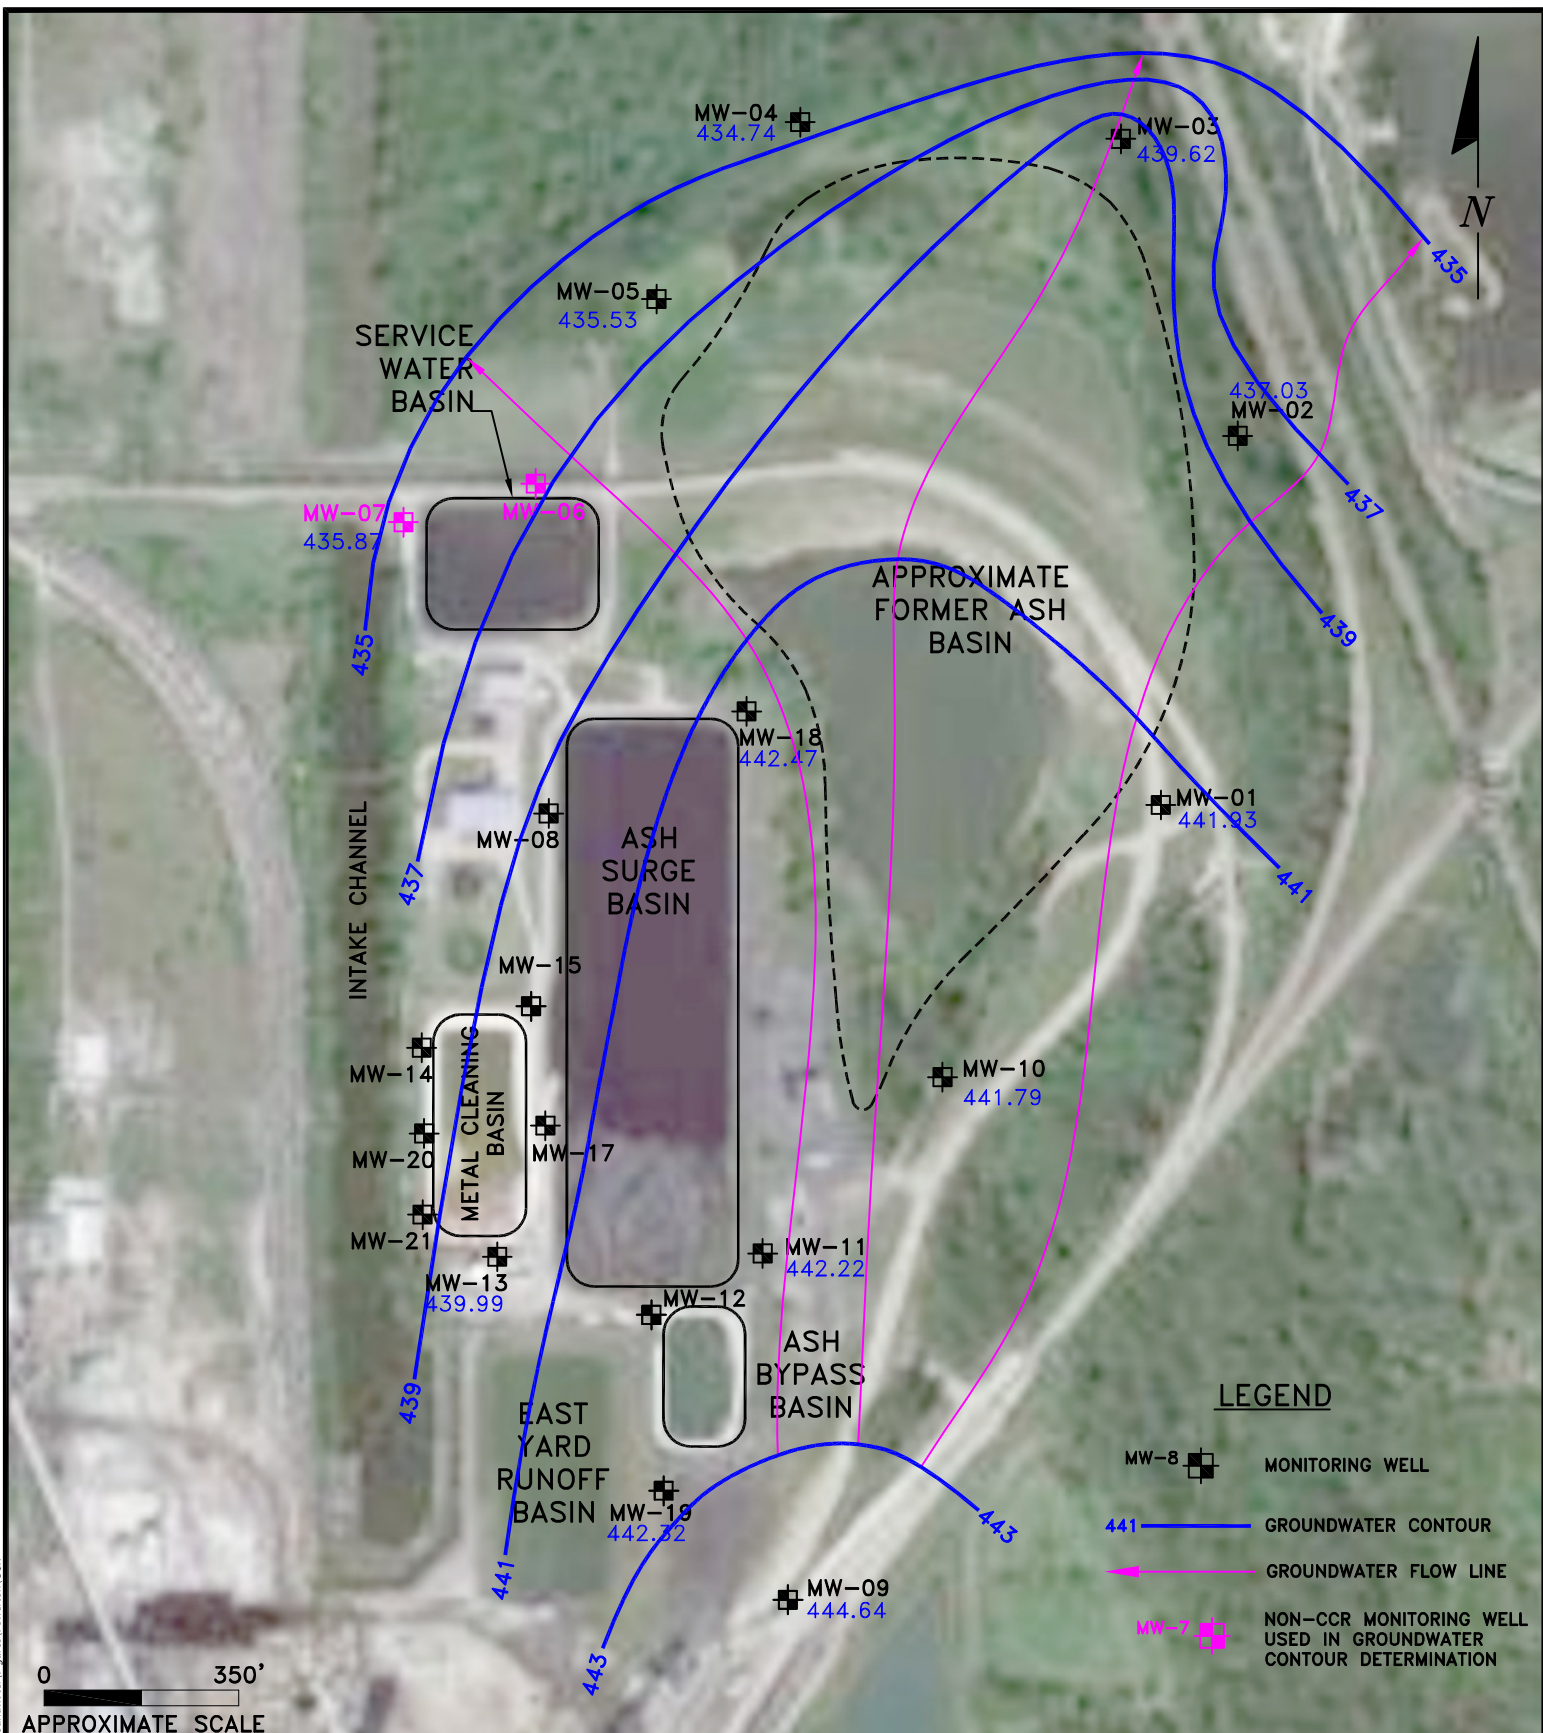 MW-04
434.74
MW-03
439.62
N
435
MW-05
435.53
SERVICE
WATER
BASIN
437.03
MW-02
437
MW-07
435.87
MW-06
APPROXIMATE
FORMER ASH
BASIN
439
435
MW-18
442.47
MW-01
441.93
MW-08
ASH
SURGE
BASIN
INTAKE CHANNEL
437
441
MW-15
MW-14
METAL CLEANING
BASIN
MW-10
441.79
MW-20
MW-17
MW-21
MW-11
442.22
MW-13
439.99
MW-12
ASH
BYPASS
BASIN
439
EAST
YARD
RUNOFF
BASIN
MW-19
442.32
443
441
MW-09
444.64
443
LEGEND
MW-8
MONITORING WELL
441
GROUNDWATER CONTOUR
GROUNDWATER FLOW LINE
MW-7
NON-CCR MONITORING WELL
USED IN GROUNDWATER
CONTOUR DETERMINATION
0 350'
APPROXIMATE SCALE